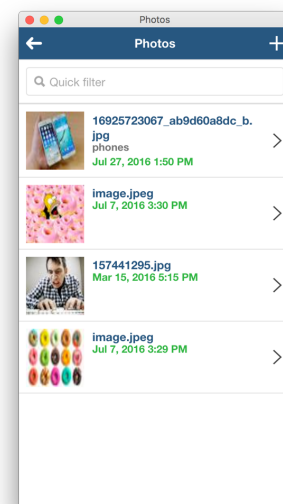 Photos
Photos
Quick filter
16925723067_ab9d60a8dc_b.
jpg
phones
Jul 27, 2016 1:50 PM
image.jpeg
Jul 7, 2016 3:30 PM
157441295.jpg
Mar 15, 2016 5:15 PM
image.jpeg
Jul 7, 2016 3:29 PM